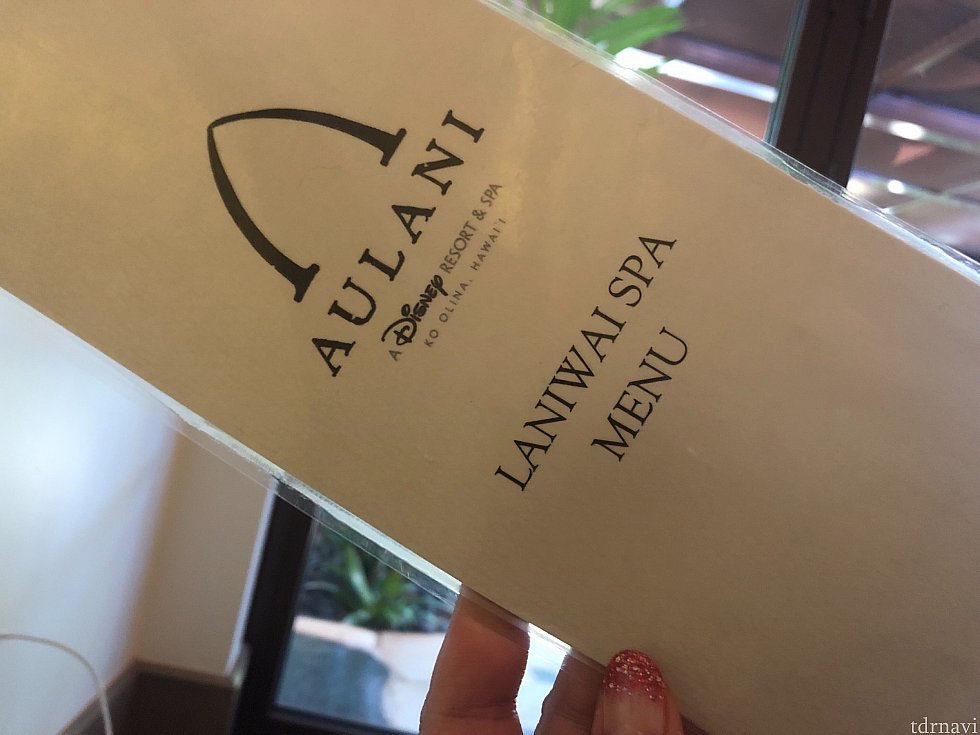 AULANI
A Disney RESORT & SPA
KO OLINA, HAWAI'I
LANIWAI SPA
MENU
tdrnavi